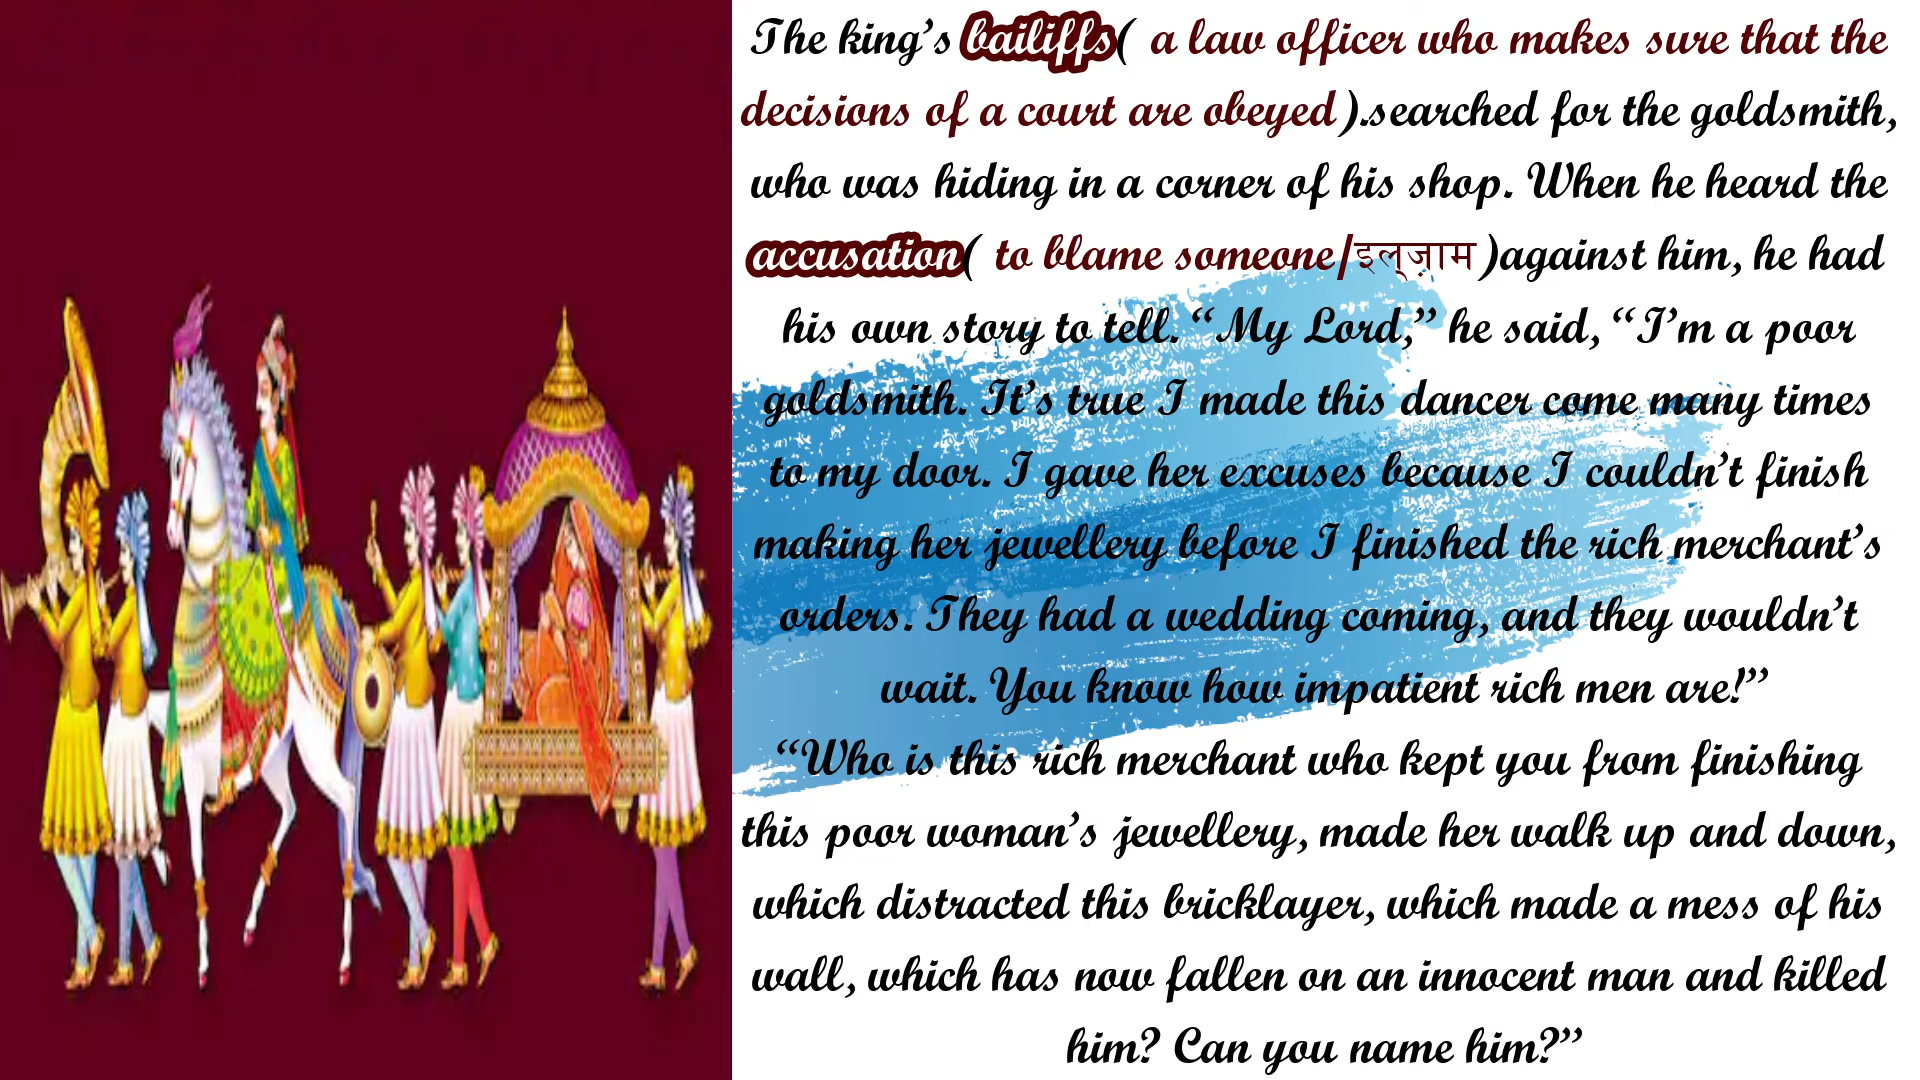 The king's bailiffs( a law officer who makes sure that the
decisions of a court are obeyed).searched for the goldsmith,
who was hiding in a corner of his shop. When he heard the
accusation( to blame someone/इल्ज़ाम )against him, he had
his own story to tell. “My Lord,” he said, “I’m a poor
goldsmith. It’s true I made this dancer come many times
to my door. I gave her excuses because I couldn’t finish
making her jewellery before I finished the rich merchant’s
orders. They had a wedding coming, and they wouldn’t
wait. You know how impatient rich men are!”
“Who is this rich merchant who kept you from finishing
this poor woman’s jewellery, made her walk up and down,
which distracted this bricklayer, which made a mess of his
wall, which has now fallen on an innocent man and killed
him? Can you name him?”